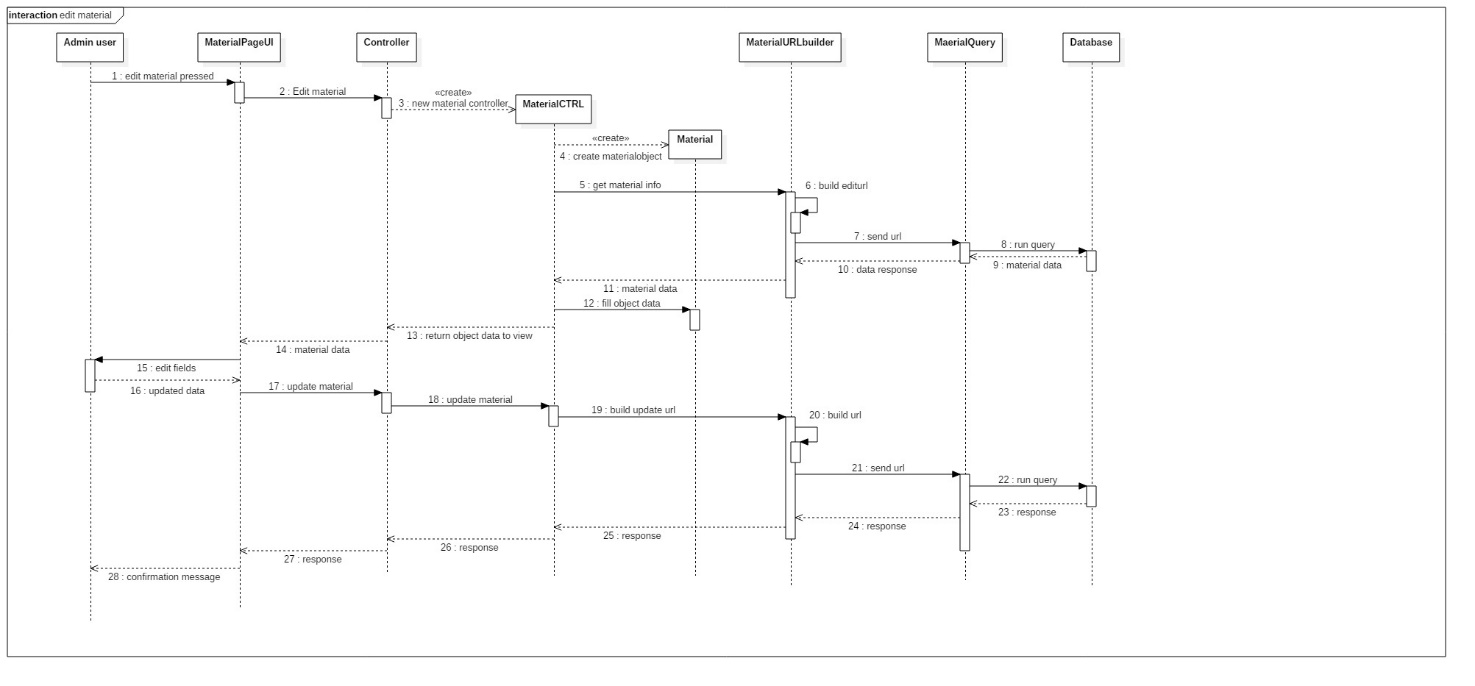 interaction edit material
Admin user
MaterialPageUI
Controller
MaterialURLbuilder
MaerialQuery
Database
1 : edit material pressed
2 : Edit material
«create»
3 : new material controller
MaterialCTRL
«create»
4 : create materialobject
Material
5 : get material info
6 : build editurl
7 : send url
8 : run query
9 : material data
10 : data response
11 : material data
12 : fill object data
13 : return object data to view
14 : material data
15 : edit fields
16 : updated data
17 : update material
18 : update material
19 : build update url
20 : build url
21 : send url
22 : run query
23 : response
24 : response
25 : response
26 : response
27 : response
28 : confirmation message